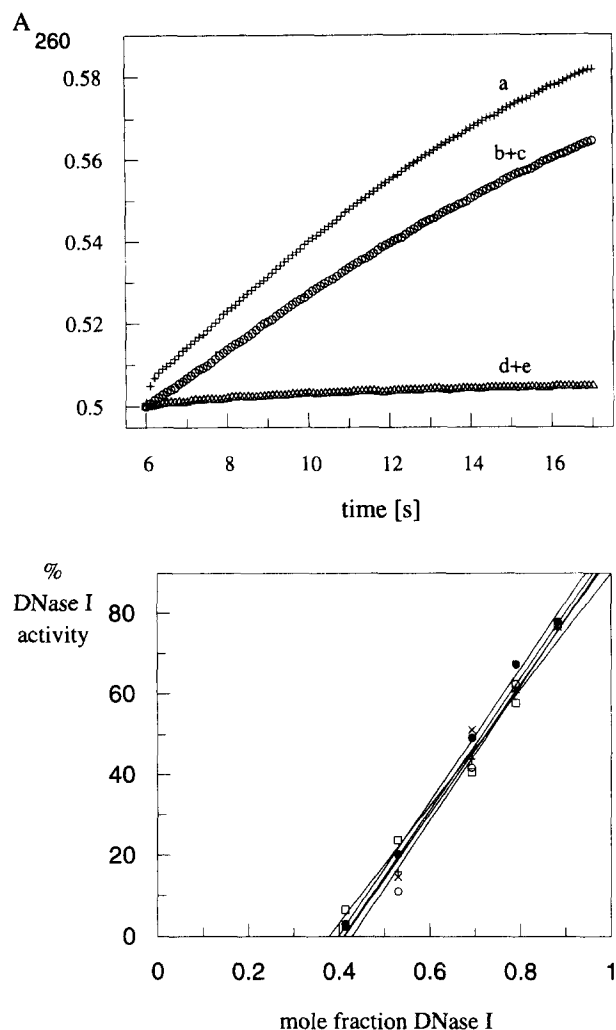 A
260
0.58
0.56
0.54
0.52
0.5
a
b+c
d+e
6 8 10 12 14 16
time [s]
%
DNase I
activity
80
60
40
20
0
0 0.2 0.4 0.6 0.8 1
mole fraction DNase I